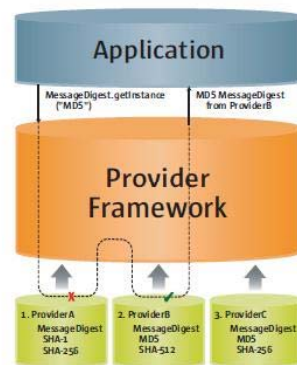 Application
MessageDigest.getInstance
("MD5")
MD5 MessageDigest
from ProviderB
Provider
Framework
1. ProviderA
MessageDigest
SHA-1
SHA-256
2. ProviderB
MessageDigest
MD5
SHA-512
3. ProviderC
MessageDigest
MD5
SHA-256